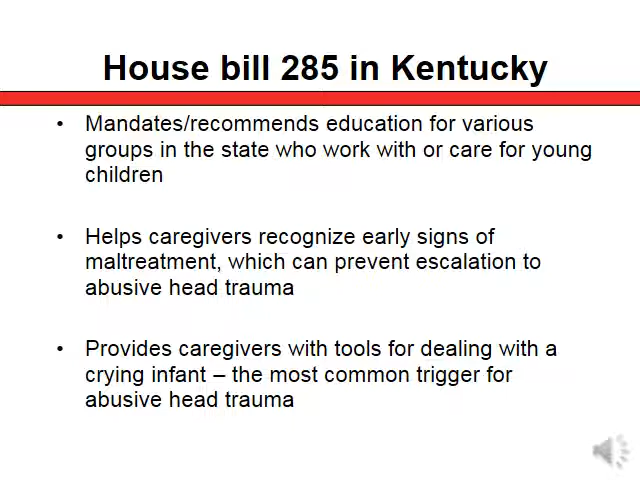 House bill 285 in Kentucky
• Mandates/recommends education for various
groups in the state who work with or care for young
children
• Helps caregivers recognize early signs of
maltreatment, which can prevent escalation to
abusive head trauma
• Provides caregivers with tools for dealing with a
crying infant – the most common trigger for
abusive head trauma